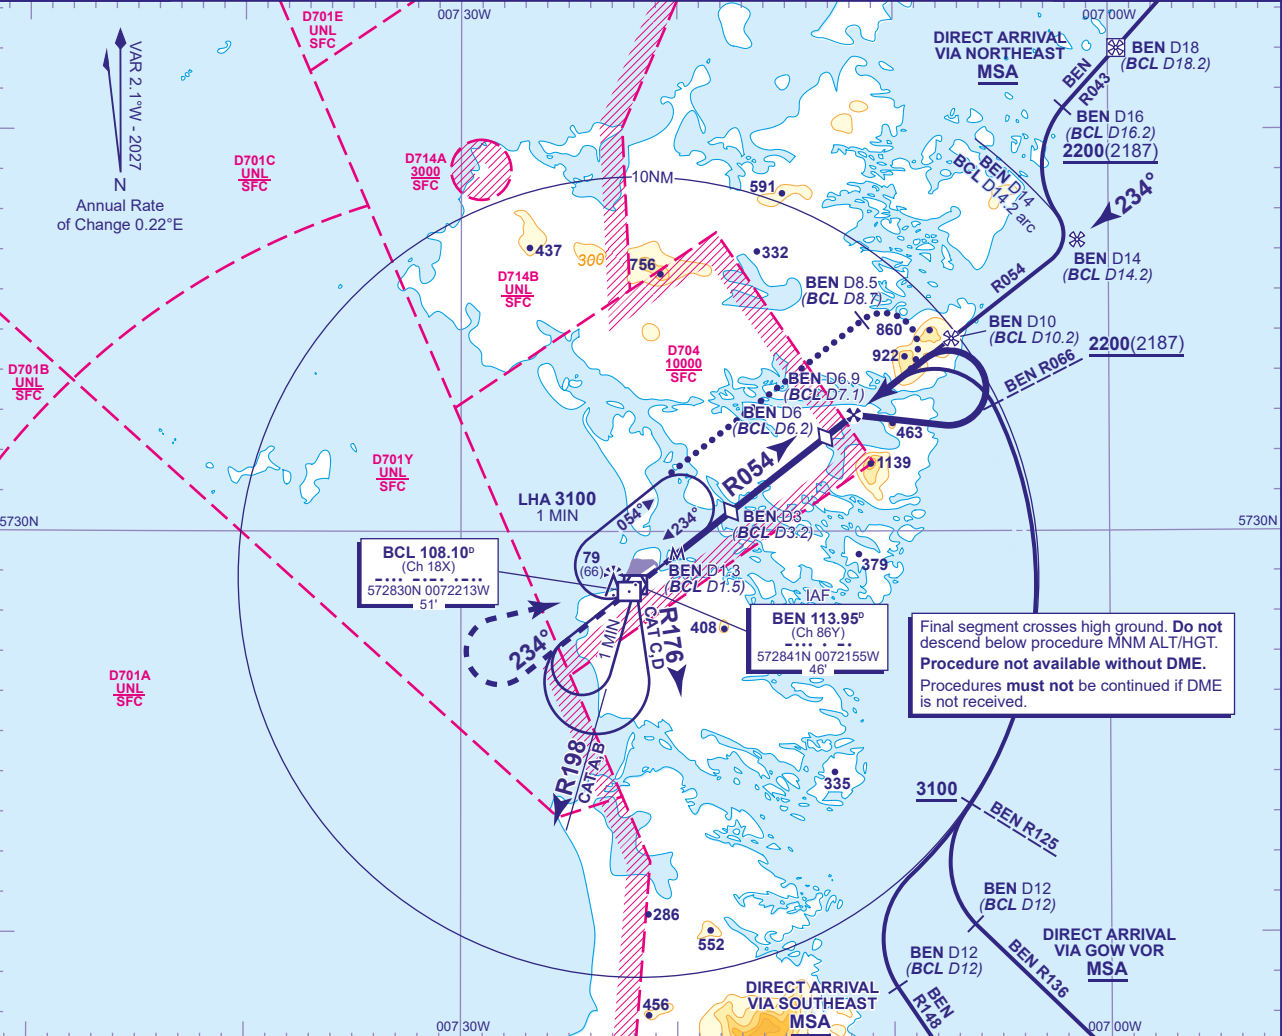 007 30W
007 00W
D701E
UNL
SFC
VAR 2.1°W - 2027
N
Annual Rate
of Change 0.22°E
D701C
UNL
SFC
D714A
3000
SFC
DIRECT ARRIVAL
VIA NORTHEAST
MSA
BEN D18
(BCL D18.2)
BEN
R043
BEN D16
(BCL D16.2)
2200(2187)
BEN D14
BCL D14.2 arc
234°
10NM
591
437
300
756
332
D714B
UNL
SFC
BEN D14
(BCL D14.2)
R054
BEN D8.5
(BCL D8.7)
860
922
BEN D10
(BCL D10.2)
2200(2187)
BEN R066
D701B
UNL
SFC
D704
10000
SFC
BEN D6.9
(BCL D7.1)
BEN D6
(BCL D6.2)
463
1139
D701Y
UNL
SFC
R054
LHA 3100
1 MIN
054°
234°
BEN D3
(BCL D3.2)
5730N
5730N
BCL 108.10ᴰ
(Ch 18X)
572830N 0072213W
51'
79
(66)
BEN D1.3
(BCL D1.5)
379
IAF
BEN 113.95ᴰ
(Ch 86Y)
572841N 0072155W
46'
408
234°
1 MIN
CAT C,D
R176
Final segment crosses high ground. Do not
descend below procedure MNM ALT/HGT.
Procedure not available without DME.
Procedures must not be continued if DME
is not received.
D701A
UNL
SFC
R198
CAT A,B
335
3100
BEN R125
286
552
BEN D12
(BCL D12)
DIRECT ARRIVAL
VIA GOW VOR
MSA
BEN R136
BEN D12
(BCL D12)
BEN
R148
DIRECT ARRIVAL
VIA SOUTHEAST
MSA
456
007 30W
007 00W